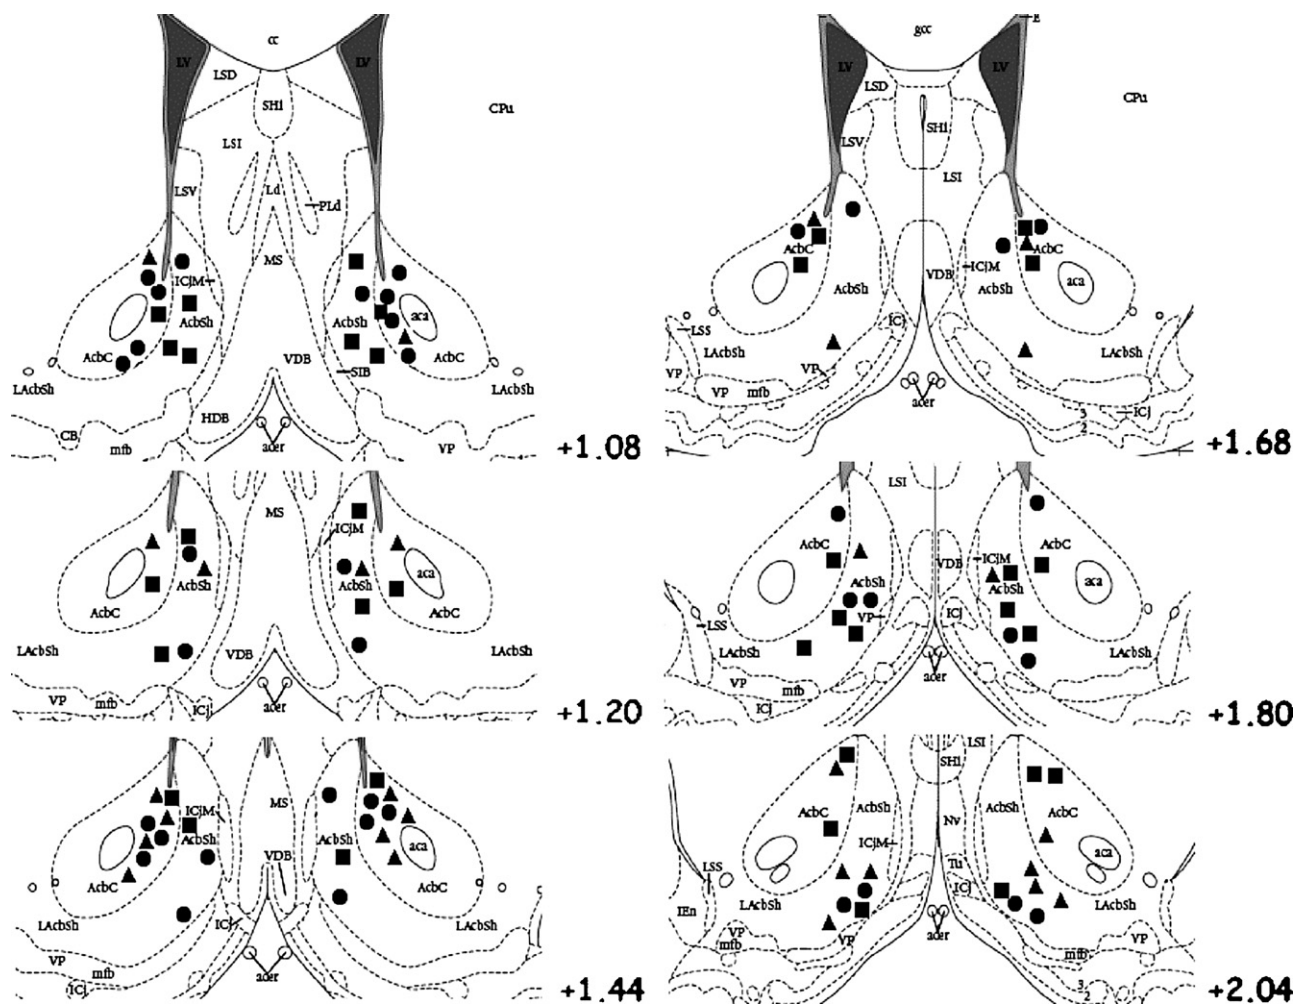 cc
LV
LV
LSD
SHi
CPu
LSI
LSV
Ld
PLd
MS
ICjM
AcbSh
AcbSh
aca
AcbC
AcbC
VDB
SIB
LAcbSh
LAcbSh
HDB
CB
mfb
acer
VP
+1.08
E
gcc
LV
LV
LSD
CPu
SHi
LSV
LSI
AcbC
AcbC
VDB
ICjM
AcbSh
AcbSh
aca
ICj
LSS
LAcbSh
LAcbSh
VP
VP
VP
mfb
acer
3
2
ICj
+1.68
MS
ICjM
AcbSh
AcbSh
aca
AcbC
AcbC
LAcbSh
LAcbSh
VDB
VP
mfb
ICj
acer
+1.20
LSI
AcbC
AcbC
VDB
ICjM
AcbSh
AcbSh
aca
VP
ICj
LSS
LAcbSh
LAcbSh
acer
VP
mfb
ICj
+1.80
MS
ICjM
AcbSh
AcbSh
aca
VDB
AcbC
AcbC
LAcbSh
LAcbSh
ICj
VP
mfb
acer
ICj
+1.44
LSI
SHi
AcbC
AcbSh
AcbSh
AcbC
Nv
ICjM
aca
Tu
LSS
ICj
IEn
LAcbSh
LAcbSh
VP
mfb
VP
acer
VP
mfb
3
2
+2.04